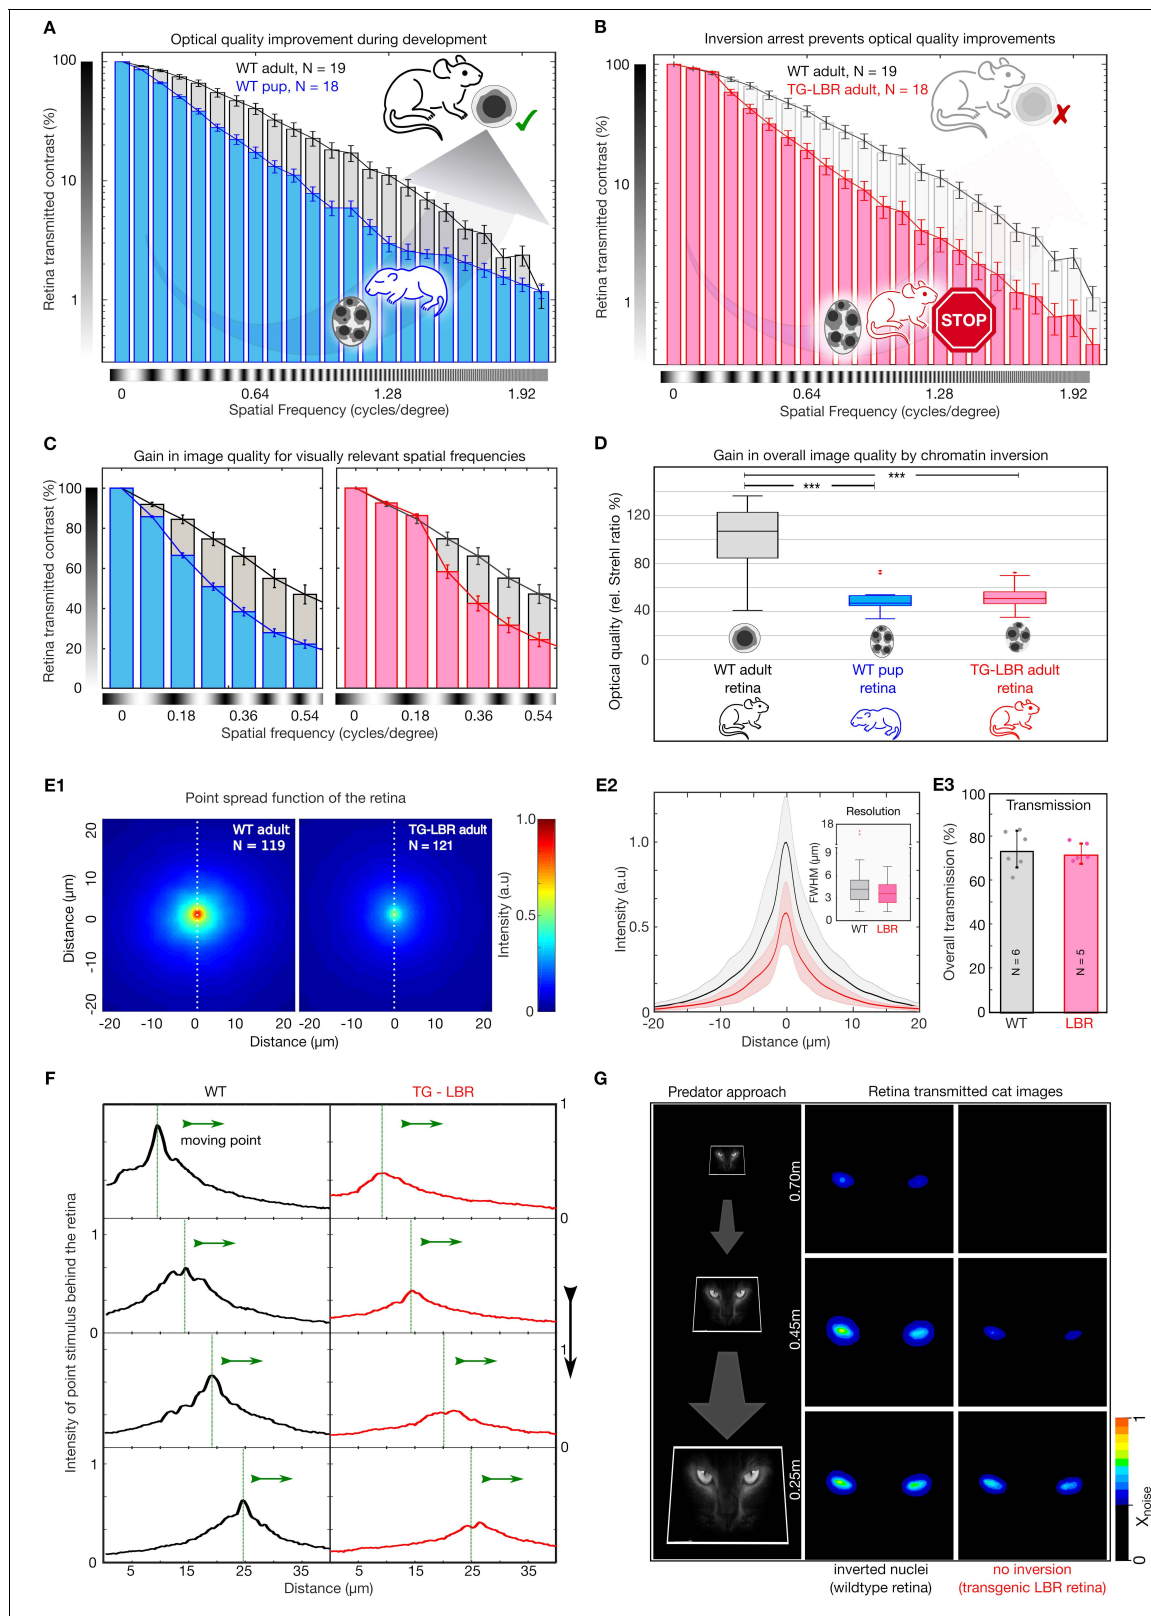 A
Optical quality improvement during development
WT adult, N = 19
WT pup, N = 18
Retina transmitted contrast (%)
100
10
1
0
0.64
1.28
1.92
Spatial Frequency (cycles/degree)
B
Inversion arrest prevents optical quality improvements
WT adult, N = 19
TG-LBR adult, N = 18
STOP
Retina transmitted contrast (%)
100
10
1
0
0.64
1.28
1.92
Spatial Frequency (cycles/degree)
C
Gain in image quality for visually relevant spatial frequencies
Retina transmitted contrast (%)
100
80
60
40
20
0
0
0.18
0.36
0.54
0
0.18
0.36
0.54
Spatial frequency (cycles/degree)
D
Gain in overall image quality by chromatin inversion
***
***
Optical quality (rel. Strehl ratio %)
120
80
40
0
WT adult
retina
WT pup
retina
TG-LBR adult
retina
E1
Point spread function of the retina
WT adult
N = 119
TG-LBR adult
N = 121
Distance (µm)
20
10
0
-10
-20
-20
-10
0
10
20
-20
-10
0
10
20
Distance (µm)
Intensity (a.u)
1.0
0.5
0
E2
Intensity (a.u)
1.0
0.5
0
-20
-10
0
10
20
Distance (µm)
Resolution
FWHM (µm)
18
9
6
3
0
WT
LBR
E3
Transmission
Overall transmission (%)
100
80
60
40
20
0
N = 6
N = 5
WT
LBR
F
WT
TG - LBR
moving point
Intensity of point stimulus behind the retina
1
0
1
0
1
0
1
0
5
15
25
35
5
15
25
35
Distance (µm)
G
Predator approach
Retina transmitted cat images
0.70m
0.45m
0.25m
1
0
Xnoise
inverted nuclei
(wildtype retina)
no inversion
(transgenic LBR retina)